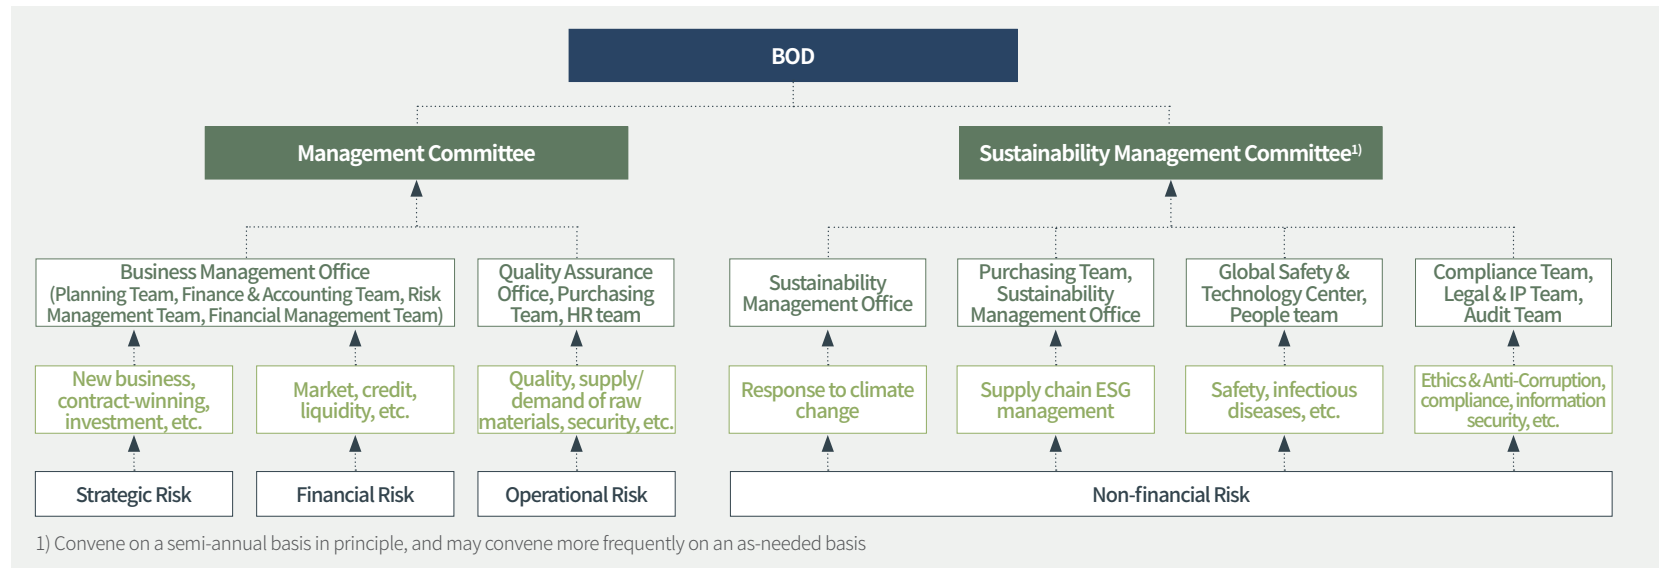 BOD
Management Committee
Sustainability Management Committee1)
Business Management Office
(Planning Team, Finance & Accounting Team, Risk
Management Team, Financial Management Team)
Quality Assurance
Office, Purchasing
Team, HR team
Sustainability
Management Office
Purchasing Team,
Sustainability
Management Office
Global Safety &
Technology Center,
People team
Compliance Team,
Legal & IP Team,
Audit Team
New business,
contract-winning,
investment, etc.
Market, credit,
liquidity, etc.
Quality, supply/
demand of raw
materials, security, etc.
Response to climate
change
Supply chain ESG
management
Safety, infectious
diseases, etc.
Ethics & Anti-Corruption,
compliance, information
security, etc.
Strategic Risk
Financial Risk
Operational Risk
Non-financial Risk
1) Convene on a semi-annual basis in principle, and may convene more frequently on an as-needed basis